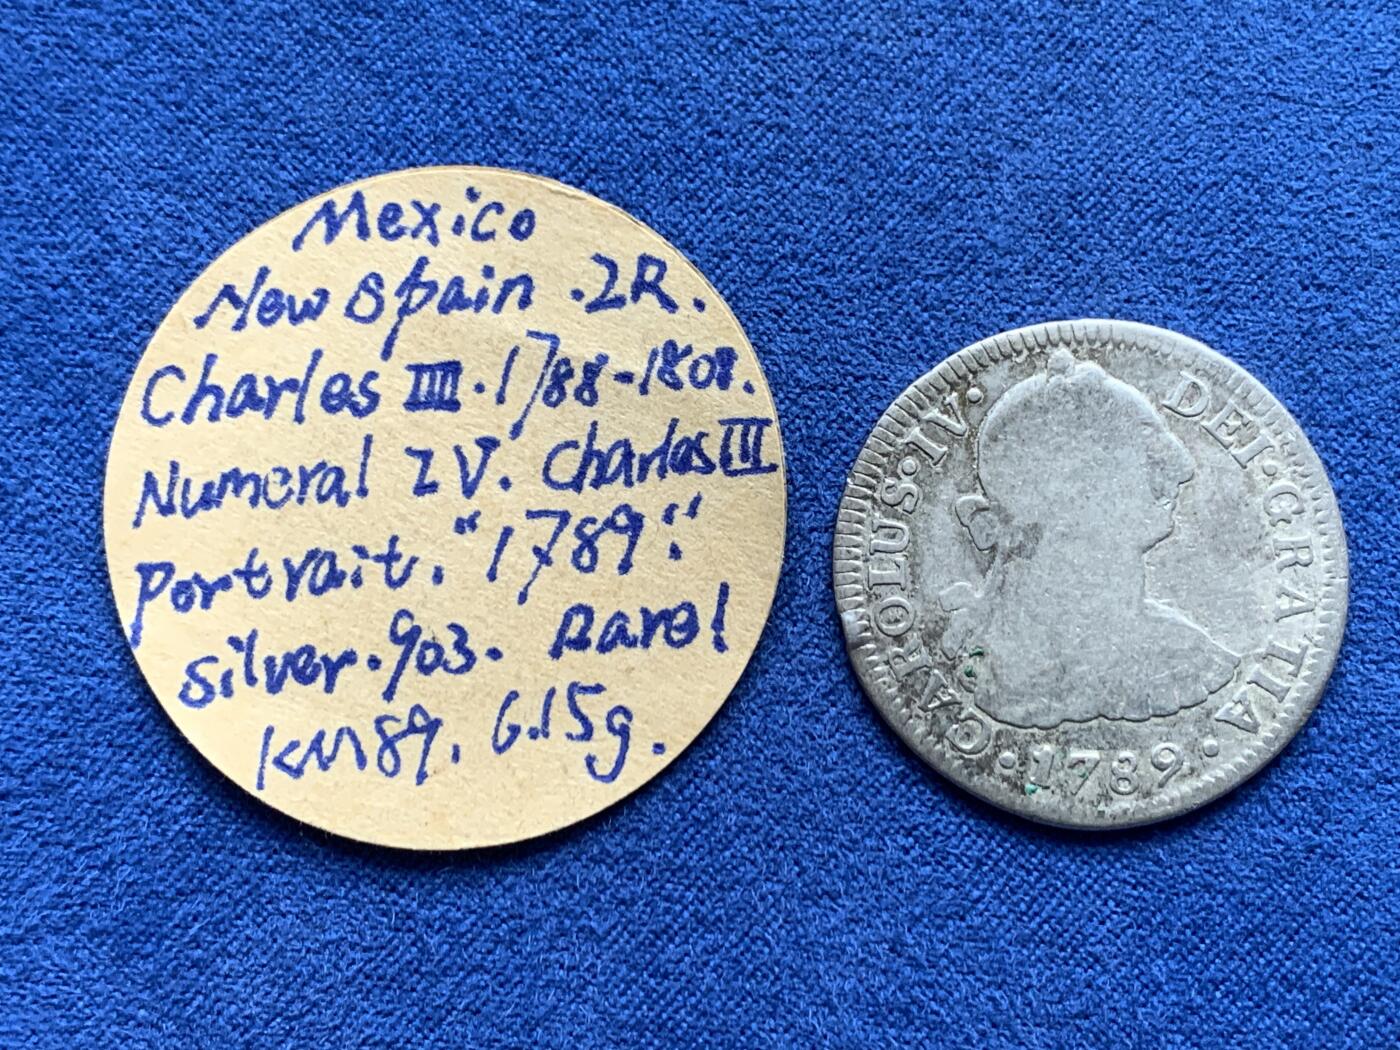 Mexico
New Spain .2R.
Charles IIII. 1788-1808.
Numeral IV. Charles III
Portrait. "1789".
Silver .903. Rare!
KM89. 6.15g.
CAROLUS·IV· DEI·GRATIA
·1789·